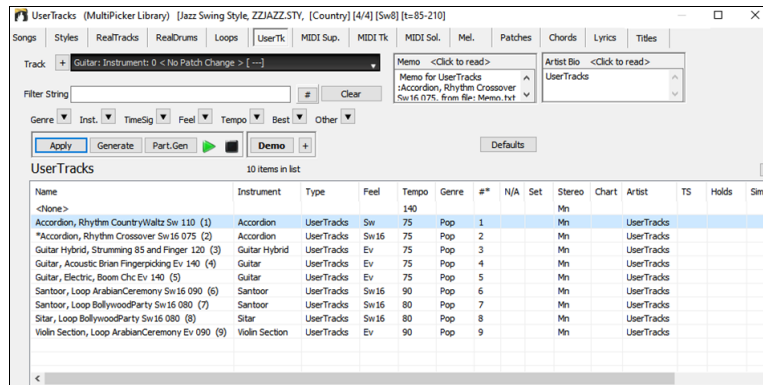 UserTracks (MultiPicker Library) [Jazz Swing Style, ZZJAZZ.STY, [Country] [4/4] [Sw8] [t=85-210]
Songs Styles RealTracks RealDrums Loops UserTk MIDI Sup. MIDI Tk MIDI Sol. Mel. Patches Chords Lyrics Titles
Track + Guitar: Instrument: 0 < No Patch Change > [ ---]
Memo <Click to read>
Memo for UserTracks
:Accordion, Rhythm Crossover
Sw16 075, from file: Memo.txt
Artist Bio <Click to read>
UserTracks
Filter String # Clear
Genre Inst. TimeSig Feel Tempo Best Other
Apply Generate Part.Gen Demo + Defaults
UserTracks 10 items in list
Name Instrument Type Feel Tempo Genre #* N/A Set Stereo Chart Artist TS Holds Sim
<None> 140 Mn
Accordion, Rhythm CountryWaltz Sw 110 (1) Accordion UserTracks Sw 75 Pop 1 Mn UserTracks
*Accordion, Rhythm Crossover Sw16 075 (2) Accordion UserTracks Sw16 75 Pop 2 Mn UserTracks
Guitar Hybrid, Strumming 85 and Finger 120 (3) Guitar Hybrid UserTracks Ev 75 Pop 3 Mn UserTracks
Guitar, Acoustic Brian Fingerpicking Ev 140 (4) Guitar UserTracks Ev 75 Pop 4 Mn UserTracks
Guitar, Electric, Boom Chc Ev 140 (5) Guitar UserTracks Ev 75 Pop 5 Mn UserTracks
Santoor, Loop ArabianCeremony Sw16 090 (6) Santoor UserTracks Sw16 90 Pop 6 Mn UserTracks
Santoor, Loop BollywoodParty Sw16 080 (7) Santoor UserTracks Sw16 80 Pop 7 Mn UserTracks
Sitar, Loop BollywoodParty Sw16 080 (8) Sitar UserTracks Sw16 80 Pop 8 Mn UserTracks
Violin Section, Loop ArabianCeremony Ev 090 (9) Violin Section UserTracks Ev 90 Pop 9 Mn UserTracks